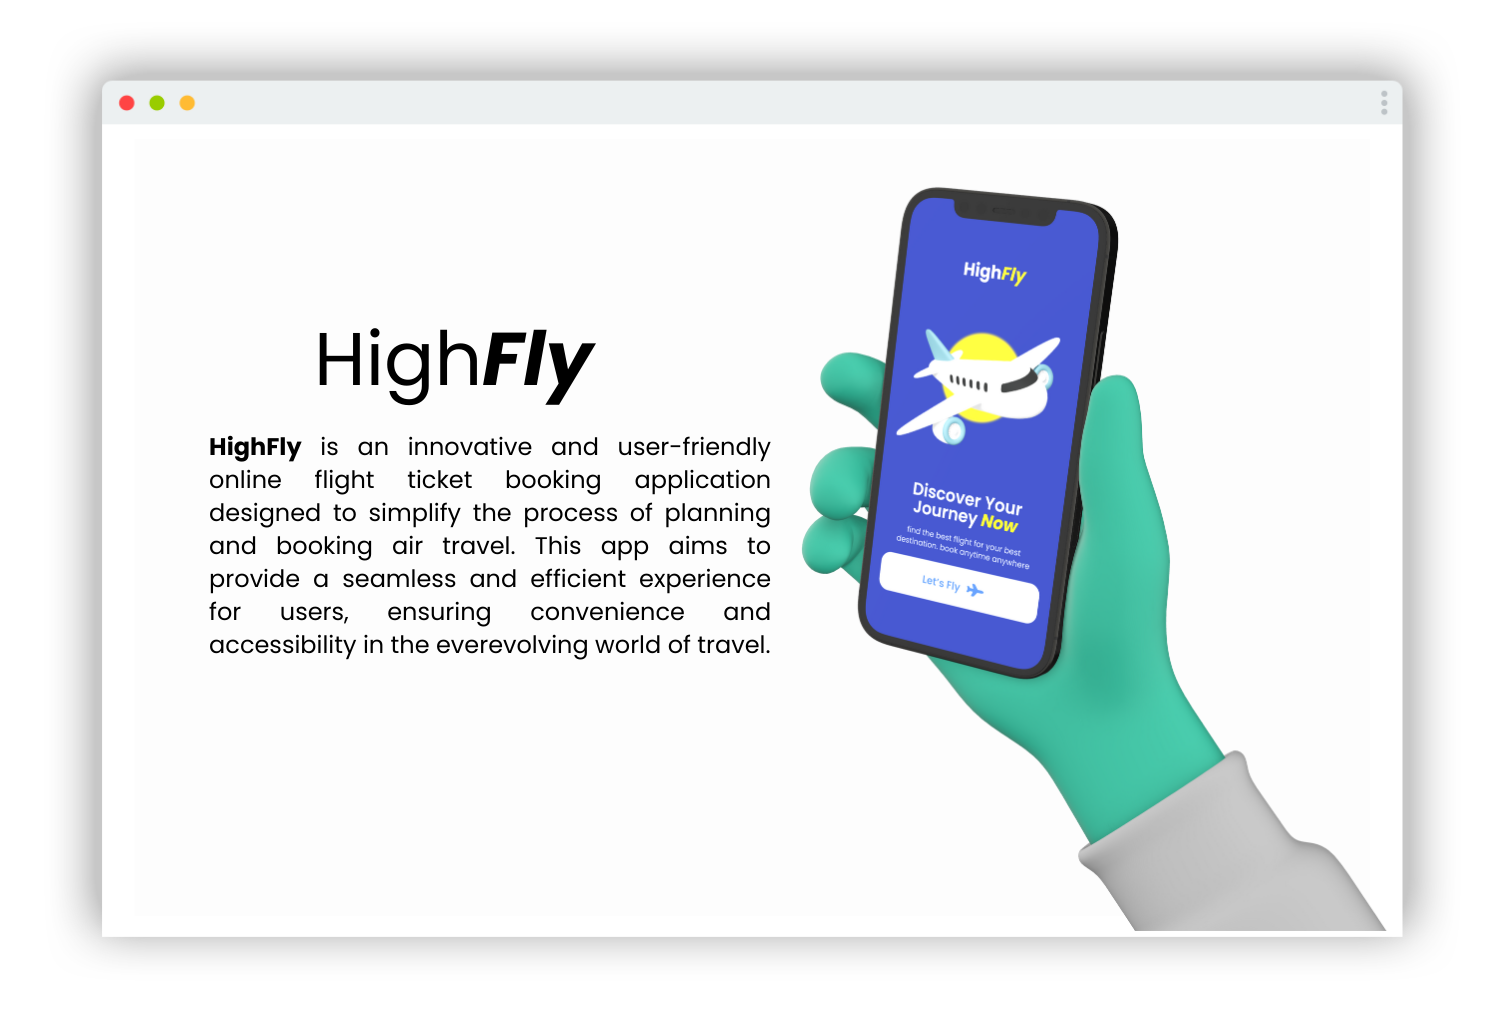 HighFly
HighFly is an innovative and user-friendly
online flight ticket booking application
designed to simplify the process of planning
and booking air travel. This app aims to
provide a seamless and efficient experience
for users, ensuring convenience and
accessibility in the everevolving world of travel.
HighFly
Discover Your
Journey Now
find the best flight for your best
destination. book anytime anywhere
Let's Fly